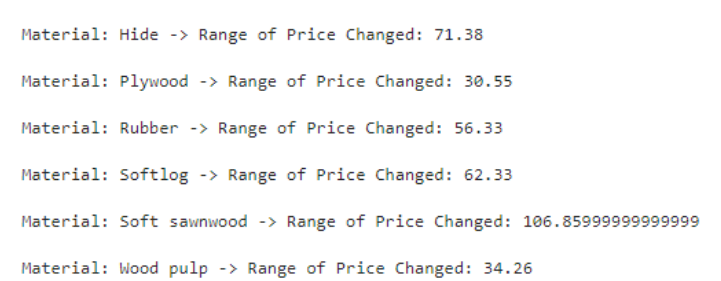 Material: Hide -> Range of Price Changed: 71.38
Material: Plywood -> Range of Price Changed: 30.55
Material: Rubber -> Range of Price Changed: 56.33
Material: Softlog -> Range of Price Changed: 62.33
Material: Soft sawnwood -> Range of Price Changed: 106.85999999999999
Material: Wood pulp -> Range of Price Changed: 34.26